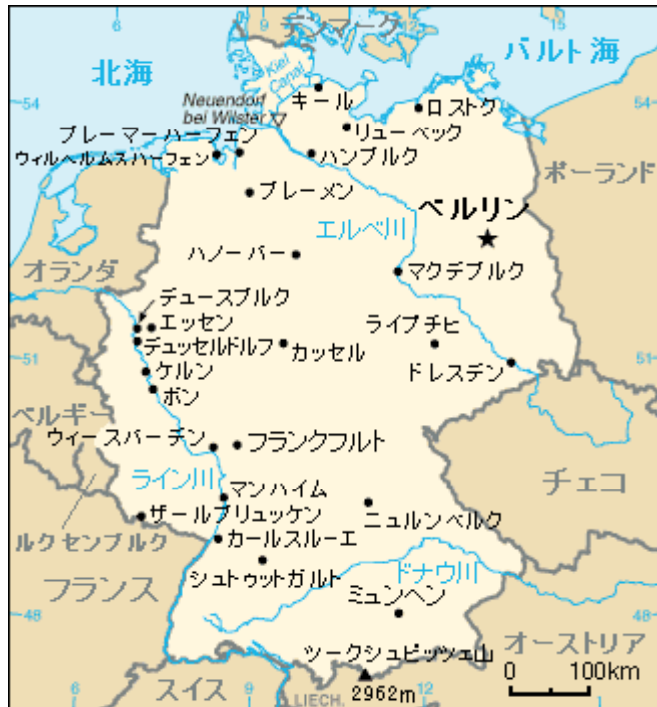 6
9
デンマーク
12
北海
バルト海
Kiel Canal
54
キール
ロストク
54
Neuendorf
bei Wilster
リューベック
ブレーマーハーフェン
ウィルヘルムスハーフェン
ハンブルク
ポーランド
ブレーメン
ベルリン
エルベ川
ハノーバー
オランダ
マクデブルク
デュースブルク
エッセン
ライプチヒ
51
デュッセルドルフ
カッセル
51
ケルン
ドレスデン
ボン
ベルギー
ウィースバーデン
フランクフルト
ライン川
マンハイム
チェコ
ザールブリュッケン
ニュルンベルク
ルクセンブルク
カールスルーエ
フランス
シュトゥットガルト
ドナウ川
ミュンヘン
48
48
オーストリア
ツークシュピッツェ山
0 100km
6
スイス
9
LIECH.
2962m
12